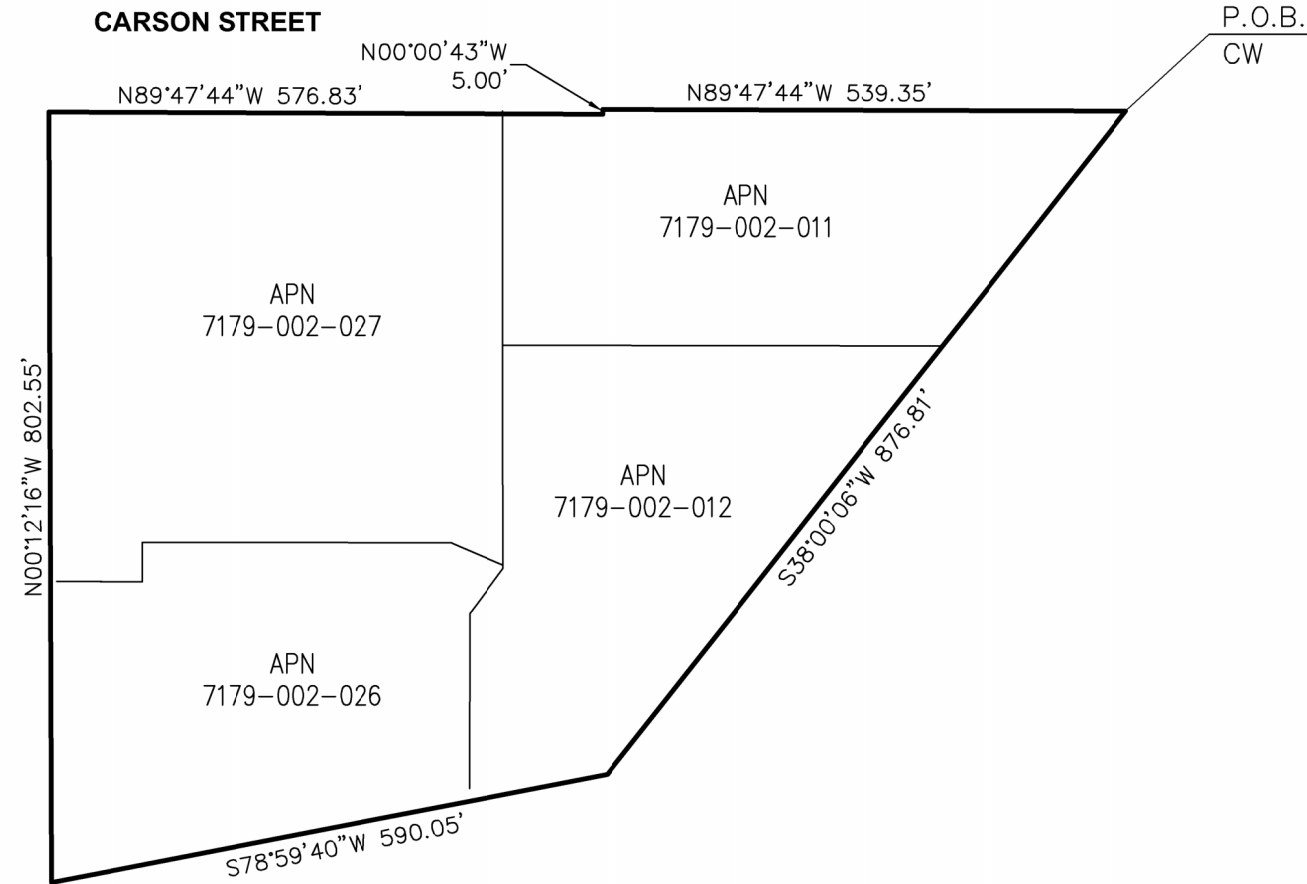 CARSON STREET
P.O.B.
CW
N00°00'43"W
5.00'
N89°47'44"W 576.83'
N89°47'44"W 539.35'
APN
7179-002-011
APN
7179-002-027
N00°12'16"W 802.55'
S38°00'06"W 876.81'
APN
7179-002-012
APN
7179-002-026
S78°59'40"W 590.05'